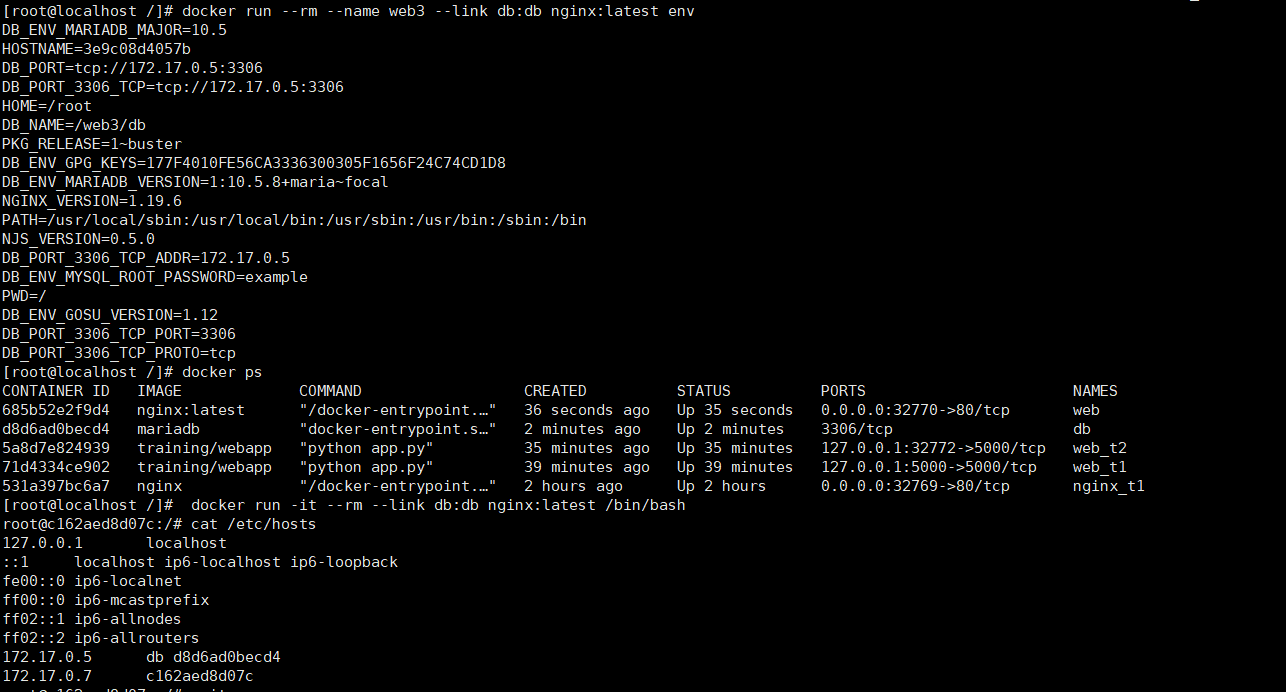 [root@localhost /]# docker run --rm --name web3 --link db:db nginx:latest env
DB_ENV_MARIADB_MAJOR=10.5
HOSTNAME=3e9c08d4057b
DB_PORT=tcp://172.17.0.5:3306
DB_PORT_3306_TCP=tcp://172.17.0.5:3306
HOME=/root
DB_NAME=/web3/db
PKG_RELEASE=1~buster
DB_ENV_GPG_KEYS=177F4010FE56CA3336300305F1656F24C74CD1D8
DB_ENV_MARIADB_VERSION=1:10.5.8+maria~focal
NGINX_VERSION=1.19.6
PATH=/usr/local/sbin:/usr/local/bin:/usr/sbin:/usr/bin:/sbin:/bin
NJS_VERSION=0.5.0
DB_PORT_3306_TCP_ADDR=172.17.0.5
DB_ENV_MYSQL_ROOT_PASSWORD=example
PWD=/
DB_ENV_GOSU_VERSION=1.12
DB_PORT_3306_TCP_PORT=3306
DB_PORT_3306_TCP_PROTO=tcp
[root@localhost /]# docker ps
CONTAINER ID   IMAGE             COMMAND                  CREATED          STATUS          PORTS                       NAMES
685b52e2f9d4   nginx:latest      "/docker-entrypoint.…"   36 seconds ago   Up 35 seconds   0.0.0.0:32770->80/tcp       web
d8d6ad0becd4   mariadb           "docker-entrypoint.s…"   2 minutes ago    Up 2 minutes    3306/tcp                    db
5a8d7e824939   training/webapp   "python app.py"          35 minutes ago   Up 35 minutes   127.0.0.1:32772->5000/tcp   web_t2
71d4334ce902   training/webapp   "python app.py"          39 minutes ago   Up 39 minutes   127.0.0.1:5000->5000/tcp    web_t1
531a397bc6a7   nginx             "/docker-entrypoint.…"   2 hours ago      Up 2 hours      0.0.0.0:32769->80/tcp       nginx_t1
[root@localhost /]#  docker run -it --rm --link db:db nginx:latest /bin/bash
root@c162aed8d07c:/# cat /etc/hosts
127.0.0.1       localhost
::1     localhost ip6-localhost ip6-loopback
fe00::0 ip6-localnet
ff00::0 ip6-mcastprefix
ff02::1 ip6-allnodes
ff02::2 ip6-allrouters
172.17.0.5      db d8d6ad0becd4
172.17.0.7      c162aed8d07c